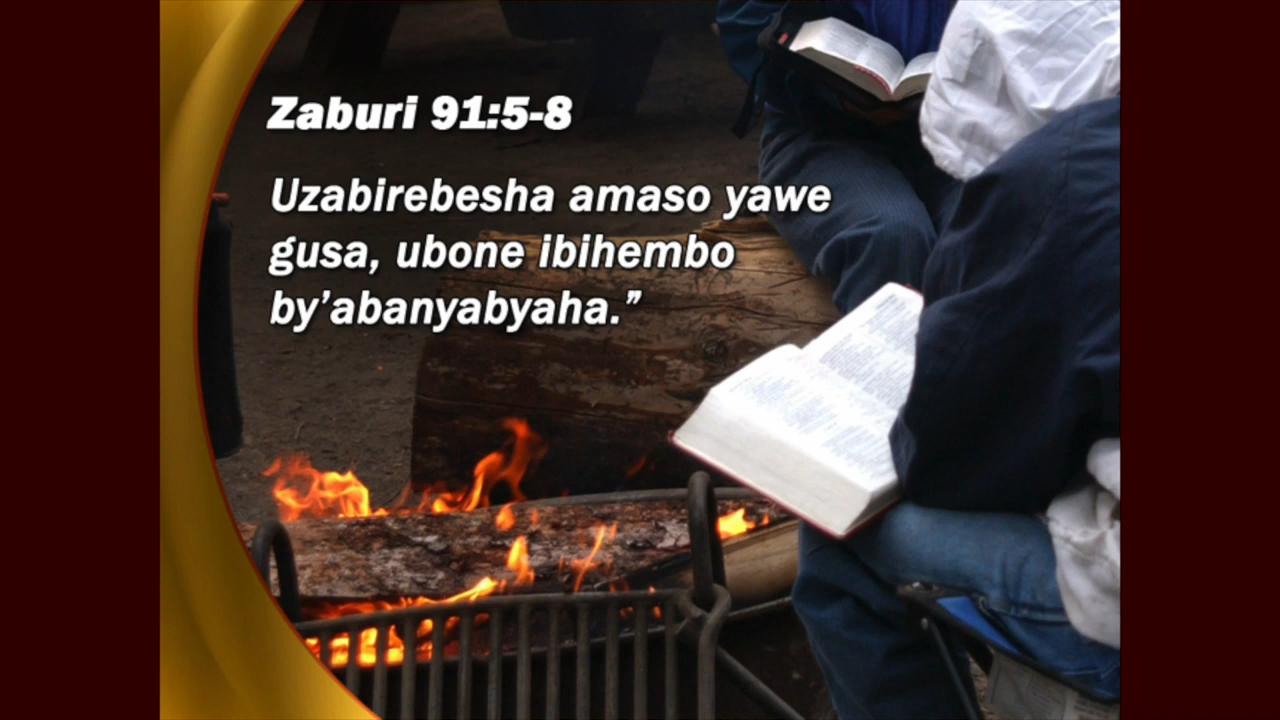 Zaburi 91:5-8
Uzabirebesha amaso yawe
gusa, ubone ibihembo
by’abanyabyaha.”